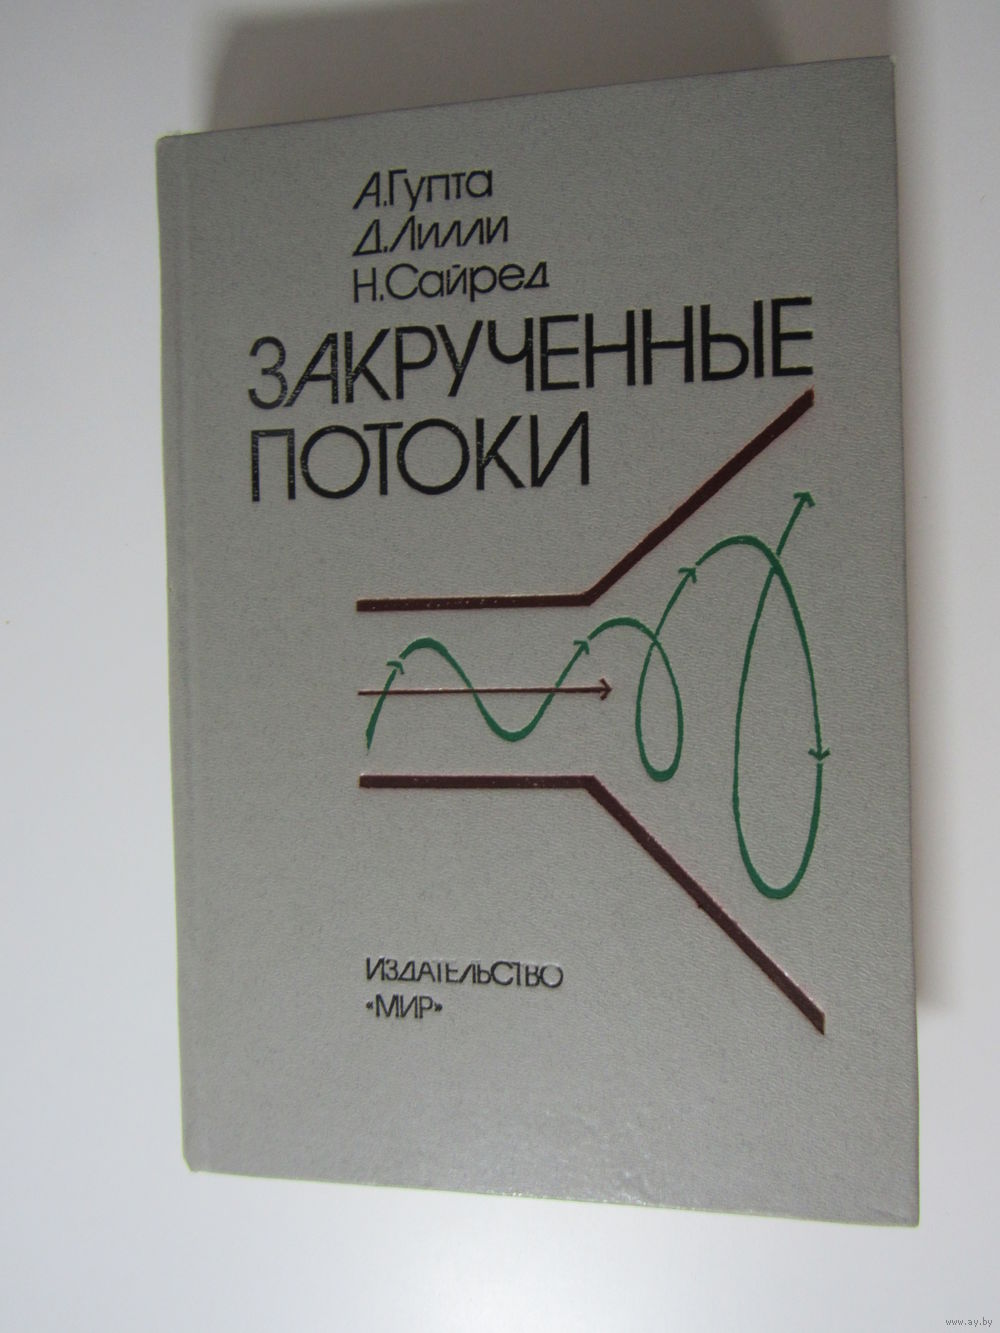 А.Гупта
Д.Лилли
Н.Сайред
ЗАКРУЧЕННЫЕ
ПОТОКИ
ИЗДАТЕЛЬСТВО
«МИР»
www.ay.by